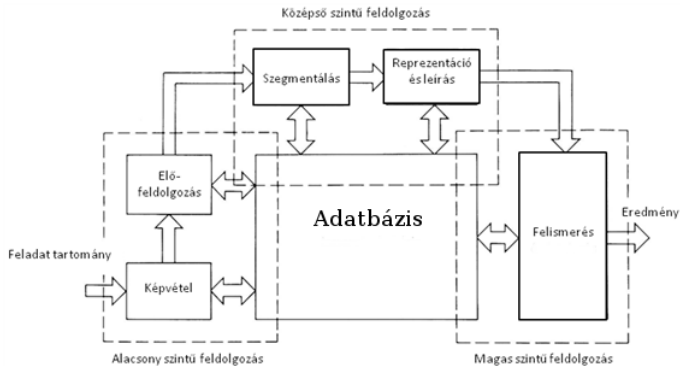 Középső szintű feldolgozás
Szegmentálás
Reprezentáció
és leírás
Elő-
feldolgozás
Adatbázis
Felismerés
Eredmény
Feladat tartomány
Képvétel
Alacsony szintű feldolgozás
Magas szintű feldolgozás